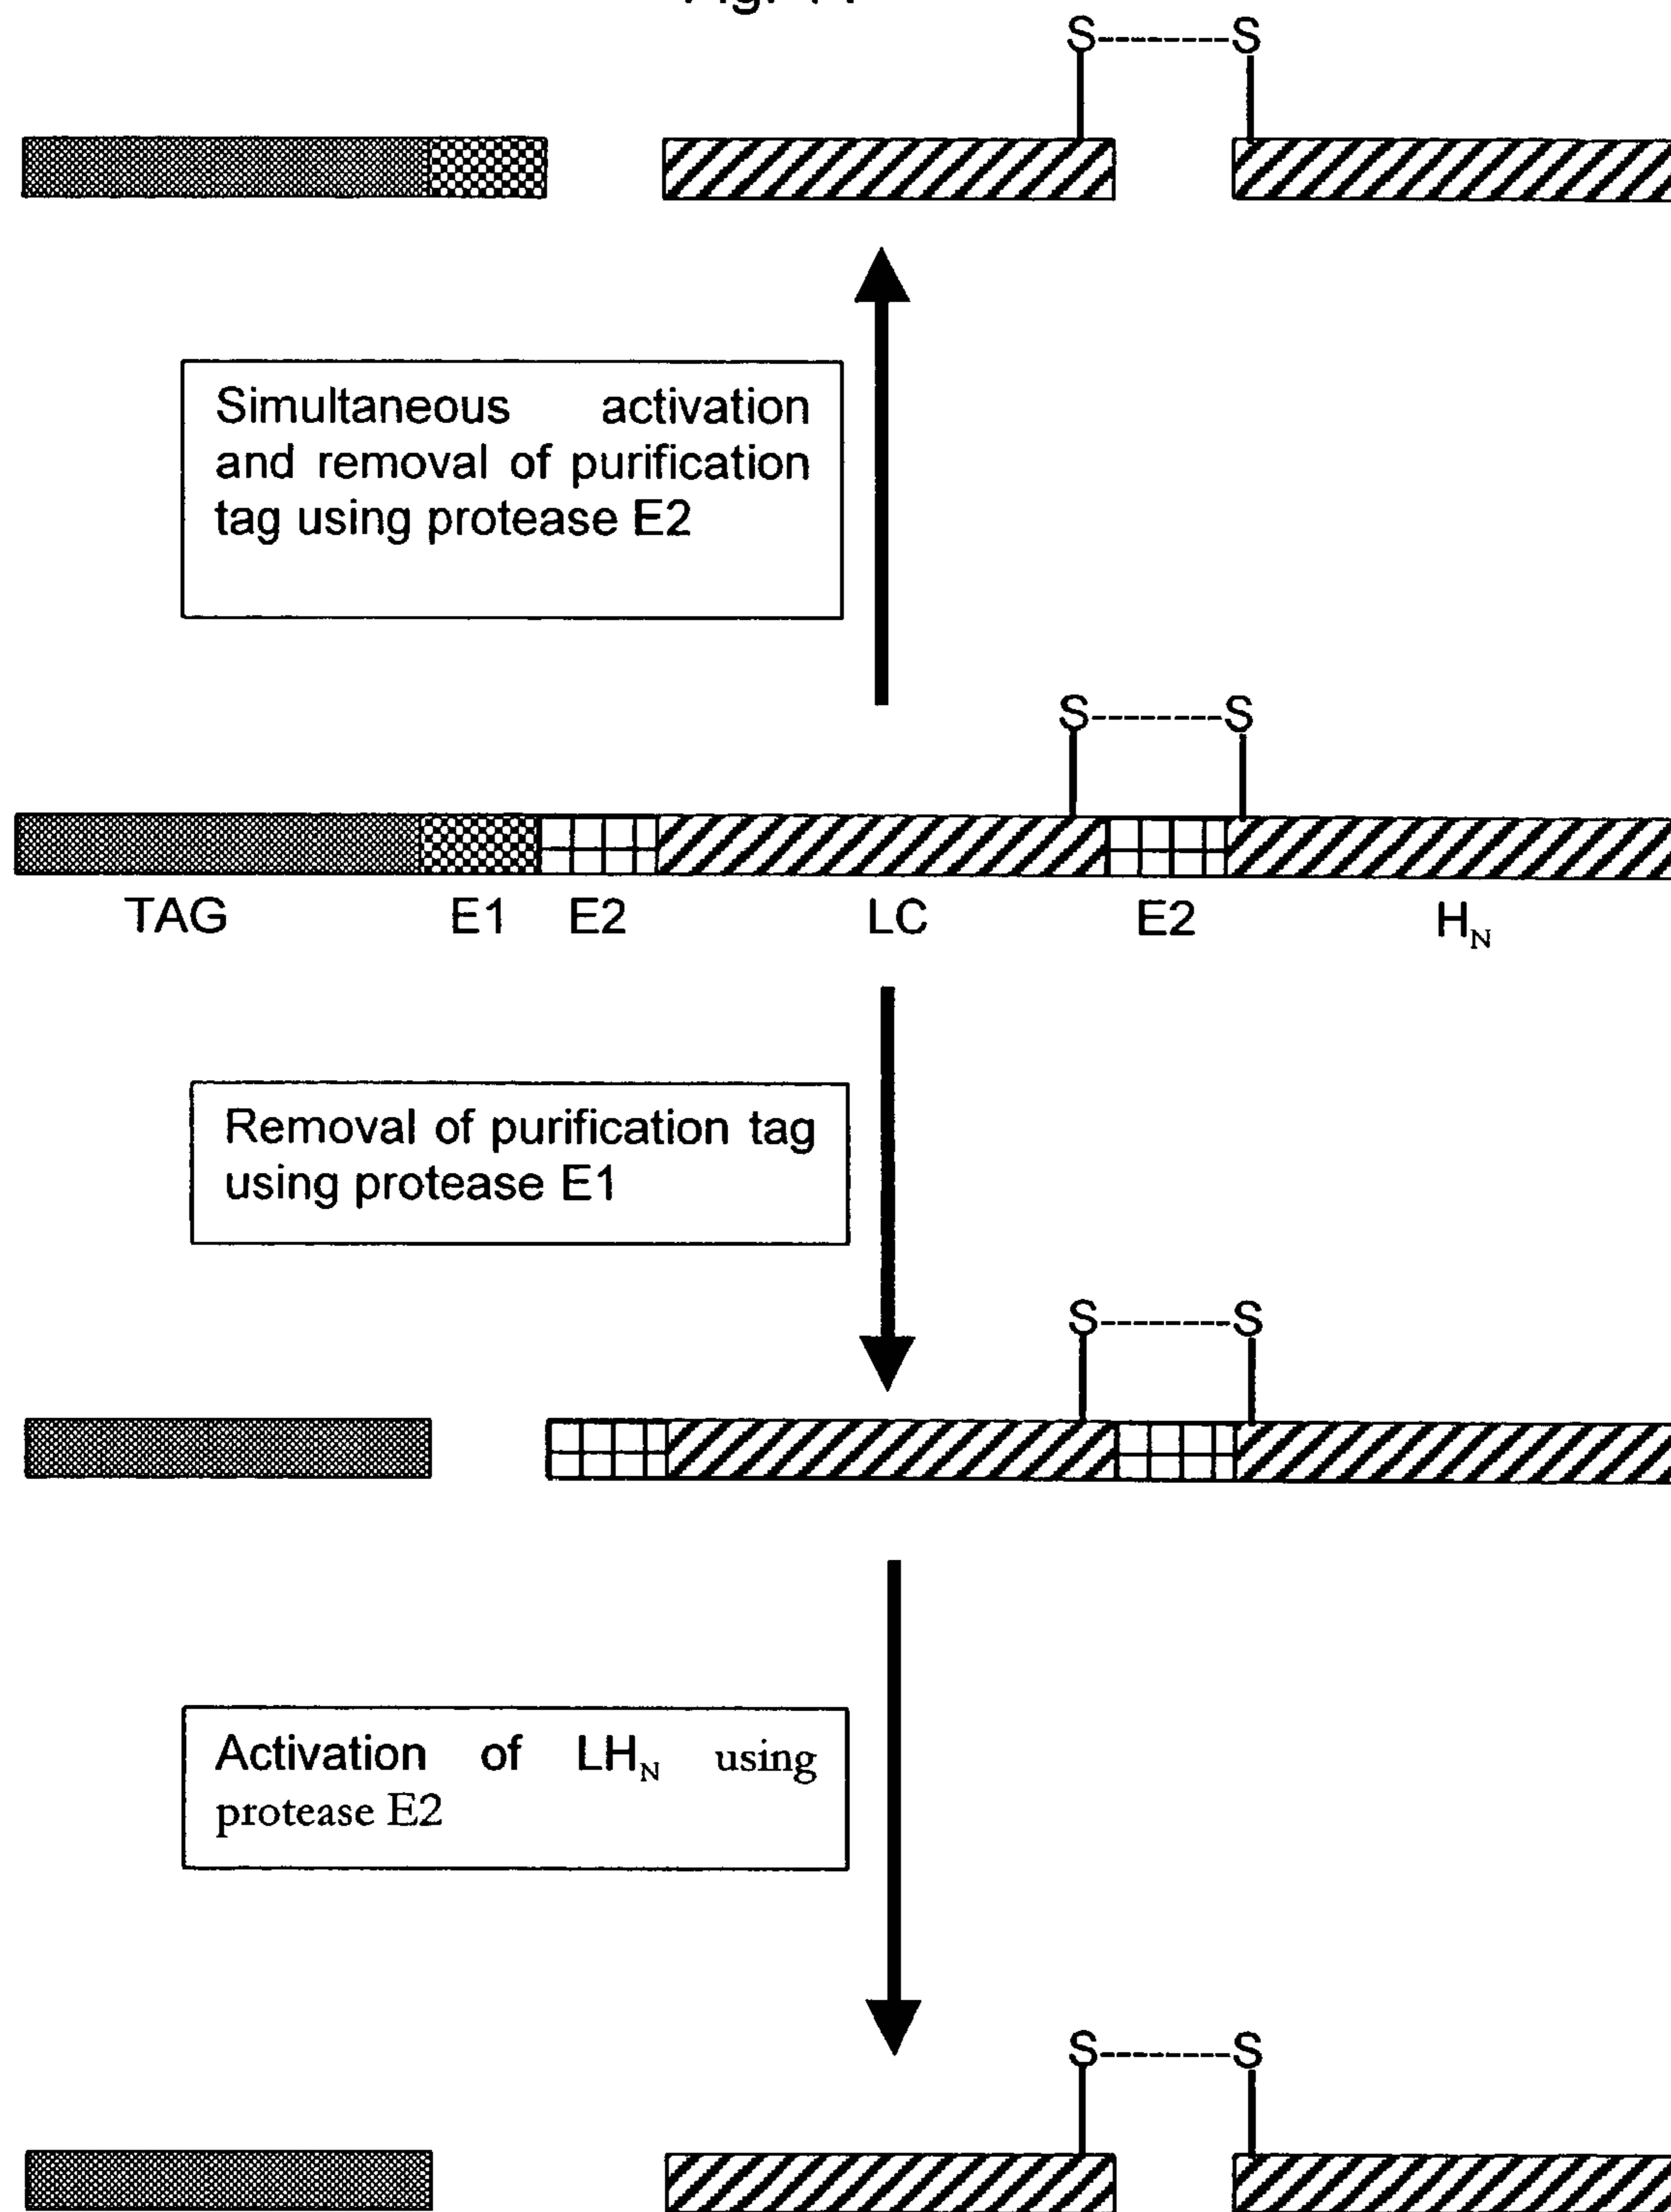 S--------S
Simultaneous activation
and removal of purification
tag using protease E2
S--------S
TAG E1 E2 LC E2 HN
Removal of purification tag
using protease E1
S--------S
Activation of LHN using
protease E2
S--------S